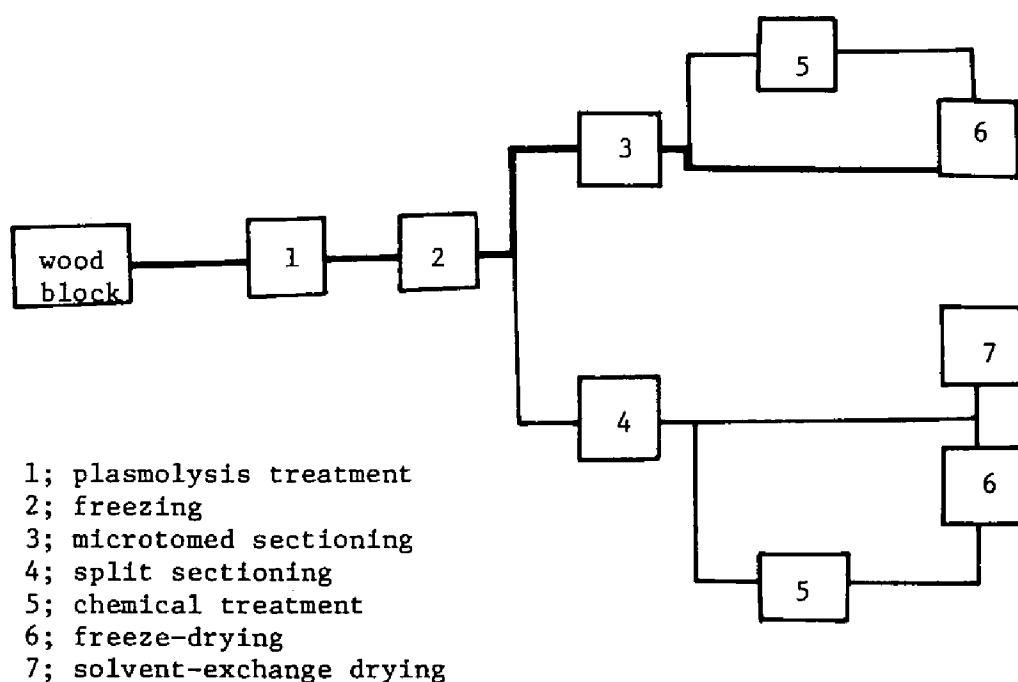 5
6
3
wood
block
1
2
7
4
6
5
1; plasmolysis treatment
2; freezing
3; microtomed sectioning
4; split sectioning
5; chemical treatment
6; freeze-drying
7; solvent-exchange drying